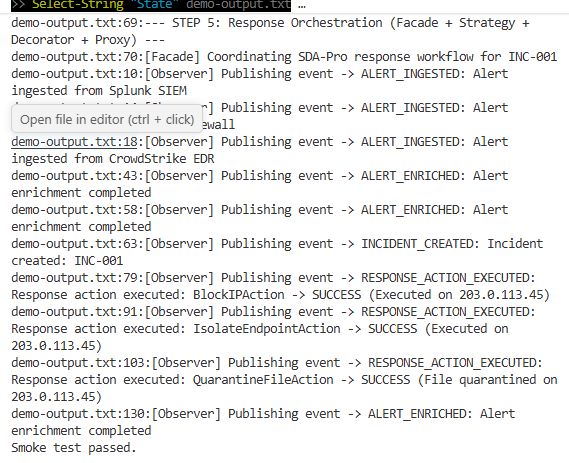 >> Select-String "State" demo-output.txt …
demo-output.txt:69:--- STEP 5: Response Orchestration (Facade + Strategy +
Decorator + Proxy) ---
demo-output.txt:70:[Facade] Coordinating SDA-Pro response workflow for INC-001
demo-output.txt:10:[Observer] Publishing event -> ALERT_INGESTED: Alert
ingested from Splunk SIEM
[Observer] Publishing event -> ALERT_INGESTED: Alert
Open file in editor (ctrl + click)
demo-output.txt:18:[Observer] Publishing event -> ALERT_INGESTED: Alert
ingested from CrowdStrike EDR
demo-output.txt:43:[Observer] Publishing event -> ALERT_ENRICHED: Alert
enrichment completed
demo-output.txt:58:[Observer] Publishing event -> ALERT_ENRICHED: Alert
enrichment completed
demo-output.txt:63:[Observer] Publishing event -> INCIDENT_CREATED: Incident
created: INC-001
demo-output.txt:79:[Observer] Publishing event -> RESPONSE_ACTION_EXECUTED:
Response action executed: BlockIPAction -> SUCCESS (Executed on
203.0.113.45)
demo-output.txt:91:[Observer] Publishing event -> RESPONSE_ACTION_EXECUTED:
Response action executed: IsolateEndpointAction -> SUCCESS (Executed on
203.0.113.45)
demo-output.txt:103:[Observer] Publishing event -> RESPONSE_ACTION_EXECUTED:
Response action executed: QuarantineFileAction -> SUCCESS (File quarantined on
203.0.113.45)
demo-output.txt:130:[Observer] Publishing event -> ALERT_ENRICHED: Alert
enrichment completed
Smoke test passed.